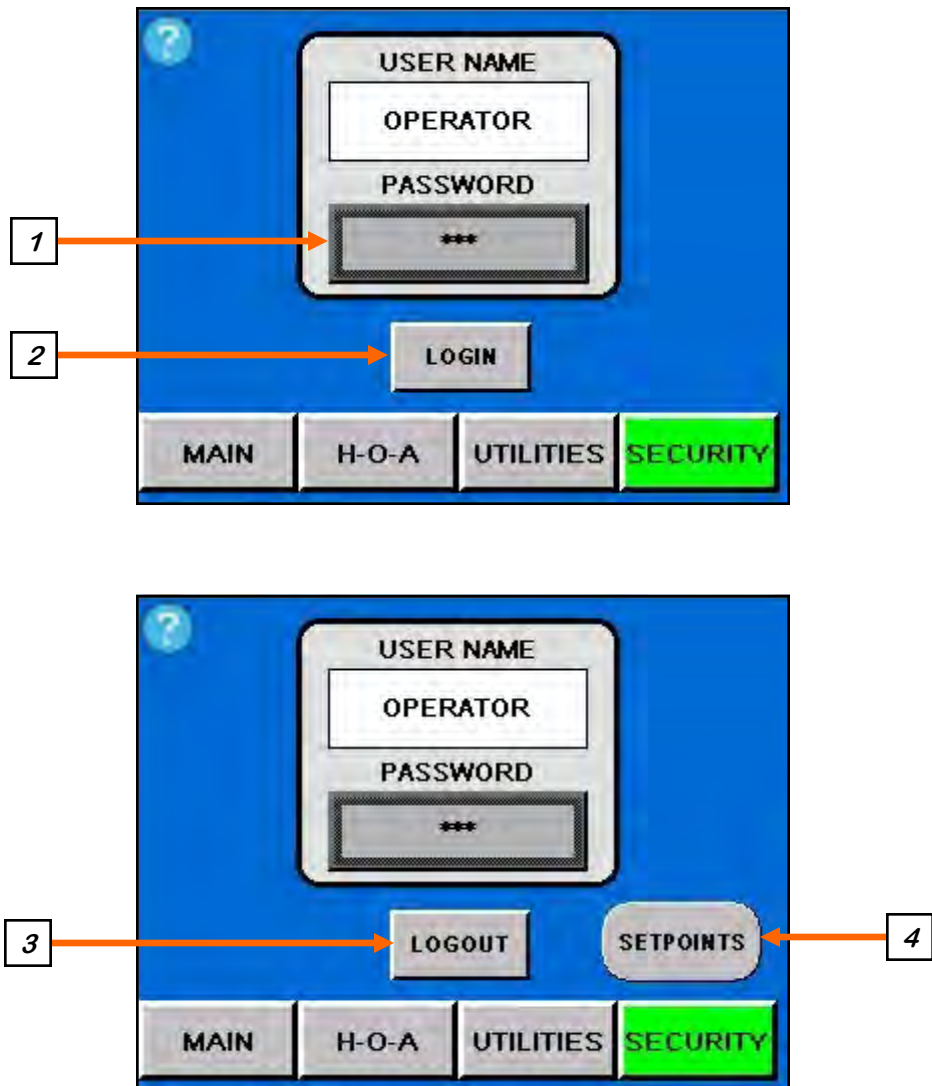 ?
USER NAME
OPERATOR
PASSWORD
1
***
2
LOGIN
MAIN H-O-A UTILITIES SECURITY
?
USER NAME
OPERATOR
PASSWORD
***
3
LOGOUT
SETPOINTS
4
MAIN H-O-A UTILITIES SECURITY